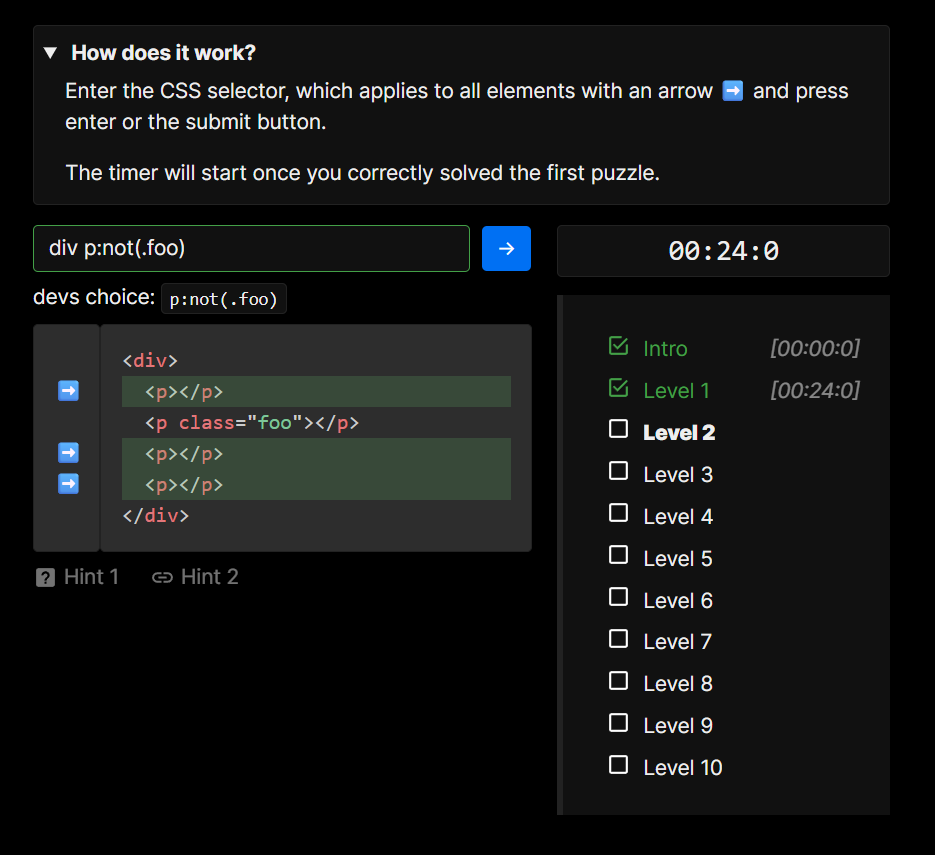 ▼ How does it work?
Enter the CSS selector, which applies to all elements with an arrow ➡️ and press
enter or the submit button.
The timer will start once you correctly solved the first puzzle.
div p:not(.foo)
→
00:24:0
devs choice: p:not(.foo)
<div>
➡️ <p></p>
<p class="foo"></p>
➡️ <p></p>
➡️ <p></p>
</div>
? Hint 1 Hint 2
Intro [00:00:0]
Level 1 [00:24:0]
Level 2
Level 3
Level 4
Level 5
Level 6
Level 7
Level 8
Level 9
Level 10